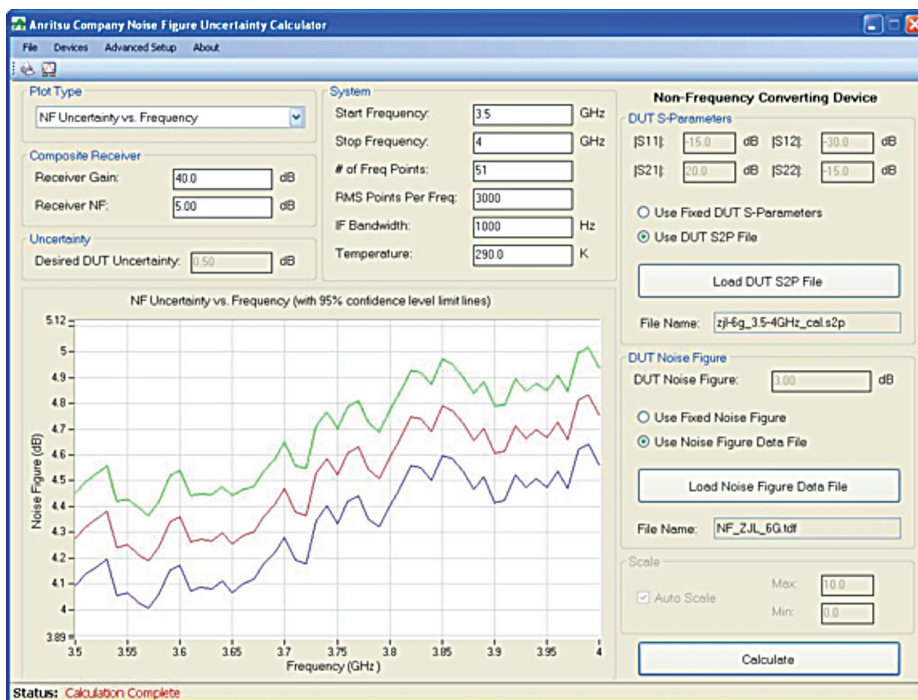 Anritsu Company Noise Figure Uncertainty Calculator
File Devices Advanced Setup About
Plot Type
NF Uncertainty vs. Frequency
Composite Receiver
Receiver Gain: 40.0 dB
Receiver NF: 5.00 dB
Uncertainty
Desired DUT Uncertainty: 0.50 dB
System
Start Frequency: 3.5 GHz
Stop Frequency: 4 GHz
# of Freq Points: 51
RMS Points Per Freq: 3000
IF Bandwidth: 1000 Hz
Temperature: 290.0 K
Non-Frequency Converting Device
DUT S-Parameters
|S11|: -15.0 dB |S12|: -30.0 dB
|S21|: 20.0 dB |S22|: -15.0 dB
Use Fixed DUT S-Parameters
Use DUT S2P File
Load DUT S2P File
File Name: zjl-6g_3.5-4GHz_cal.s2p
DUT Noise Figure
DUT Noise Figure: 3.00 dB
Use Fixed Noise Figure
Use Noise Figure Data File
Load Noise Figure Data File
File Name: NF_ZJL_6G.tdf
Scale
Auto Scale
Max: 10.0
Min: 0.0
Calculate
NF Uncertainty vs. Frequency (with 95% confidence level limit lines)
Noise Figure (dB)
5.12
5
4.9
4.8
4.7
4.6
4.5
4.4
4.3
4.2
4.1
4
3.89
3.5 3.55 3.6 3.65 3.7 3.75 3.8 3.85 3.9 3.95 4
Frequency (GHz)
Status: Calculation Complete